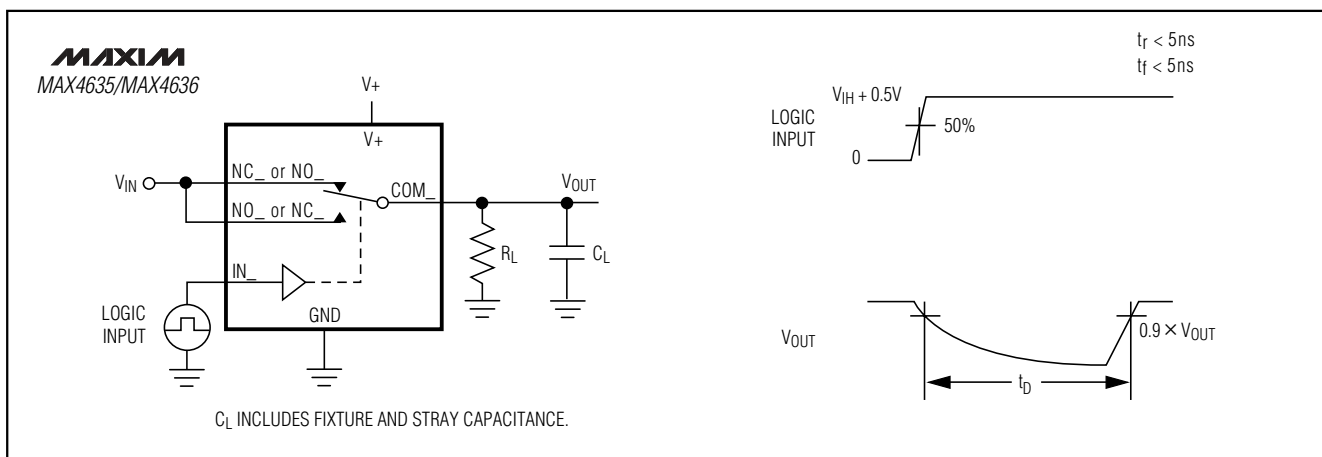 MAXIM
MAX4635/MAX4636
V+
V+
VIN
NC_ or NO_
COM_
VOUT
NO_ or NC_
RL
CL
IN_
LOGIC
INPUT
GND
CL INCLUDES FIXTURE AND STRAY CAPACITANCE.
tr < 5ns
tf < 5ns
VIH + 0.5V
LOGIC
INPUT
50%
0
VOUT
0.9 × VOUT
tD